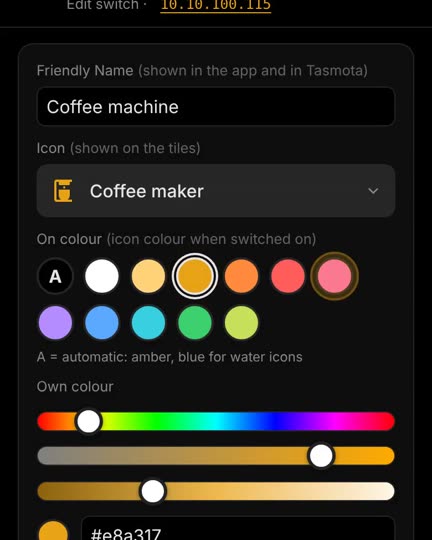 Edit switch · 10.10.100.115
Friendly Name (shown in the app and in Tasmota)
Coffee machine
Icon (shown on the tiles)
Coffee maker
On colour (icon colour when switched on)
A
A = automatic: amber, blue for water icons
Own colour
#e8a317